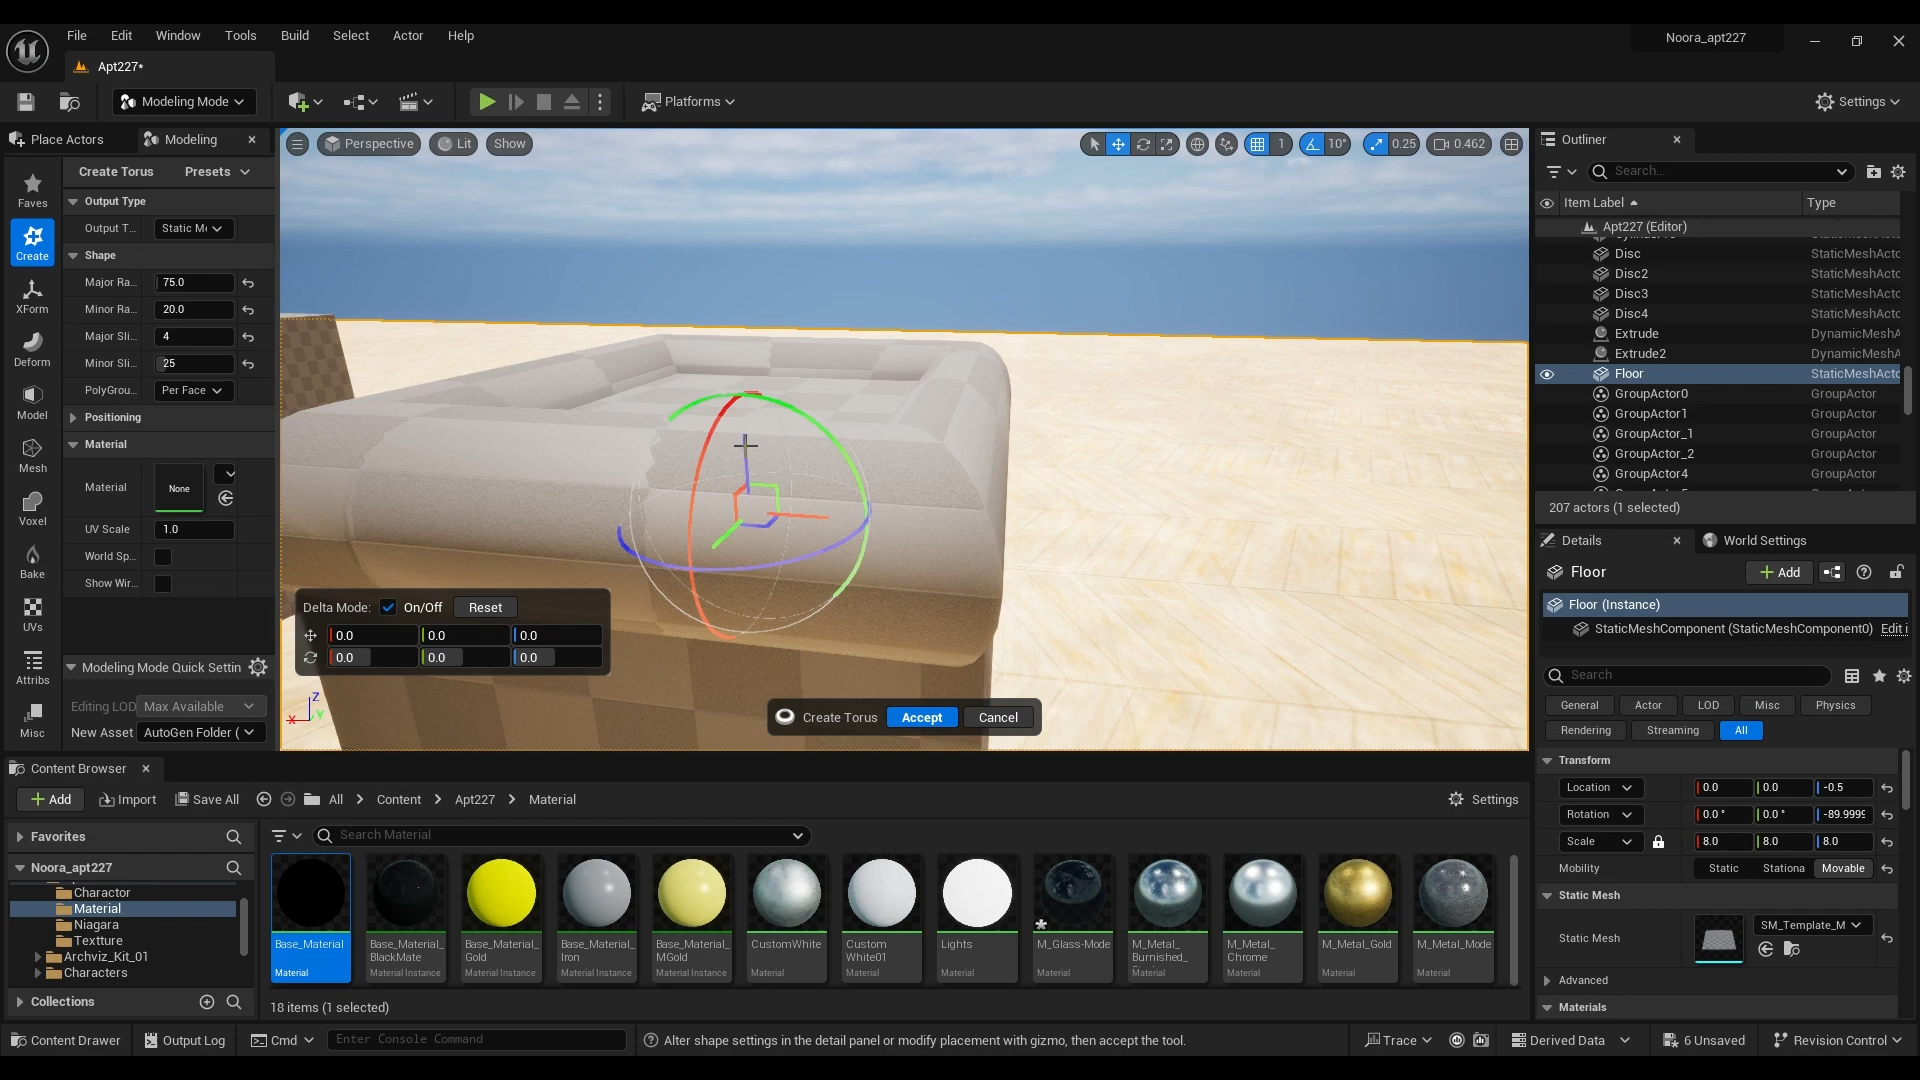 File Edit Window Tools Build Select Actor Help
Noora_apt227
Apt227*
Modeling Mode
Platforms
Settings
Place Actors Modeling
Perspective Lit Show
1 10° 0.25 0.462
Outliner
Create Torus Presets
Search...
Item Label Type
Faves
Create
XForm
Deform
Model
Mesh
Voxel
Bake
UVs
Attribs
Misc
Output Type
Output T... Static M
Shape
Major Ra... 75.0
Minor Ra... 20.0
Major Sli... 4
Minor Sli... 25
PolyGrou... Per Face
Positioning
Material
Material None
UV Scale 1.0
World Sp...
Show Wir...
Modeling Mode Quick Settin
Editing LOD Max Available
New Asset AutoGen Folder (
Delta Mode: On/Off Reset
0.0 0.0 0.0
0.0 0.0 0.0
Z
X Y
Create Torus Accept Cancel
Apt227 (Editor)
Disc StaticMeshActo
Disc2 StaticMeshActo
Disc3 StaticMeshActo
Disc4 StaticMeshActo
Extrude DynamicMeshA
Extrude2 DynamicMeshA
Floor StaticMeshActo
GroupActor0 GroupActor
GroupActor1 GroupActor
GroupActor_1 GroupActor
GroupActor_2 GroupActor
GroupActor4 GroupActor
207 actors (1 selected)
Details World Settings
Floor Add
Floor (Instance)
StaticMeshComponent (StaticMeshComponent0) Edit i
Search
General Actor LOD Misc Physics
Rendering Streaming All
Transform
Location 0.0 0.0 -0.5
Rotation 0.0 ° 0.0 ° -89.9999
Scale 8.0 8.0 8.0
Mobility Static Stationa Movable
Static Mesh
Static Mesh SM_Template_M
Advanced
Materials
Content Browser
Add Import Save All All Content Apt227 Material Settings
Favorites
Noora_apt227
Charactor
Material
Niagara
Textture
Archviz_Kit_01
Characters
Collections
Search Material
Base_Material
Material
Base_Material_
BlackMate
Material Instance
Base_Material_
Gold
Material Instance
Base_Material_
Iron
Material Instance
Base_Material_
MGold
Material Instance
CustomWhite
Material
Custom
White01
Material
Lights
Material
M_Glass-Mode
Material
M_Metal_
Burnished_
Material
M_Metal_
Chrome
Material
M_Metal_Gold
Material
M_Metal_Mode
Material
18 items (1 selected)
Content Drawer Output Log Cmd Enter Console Command Alter shape settings in the detail panel or modify placement with gizmo, then accept the tool. Trace Derived Data 6 Unsaved Revision Control